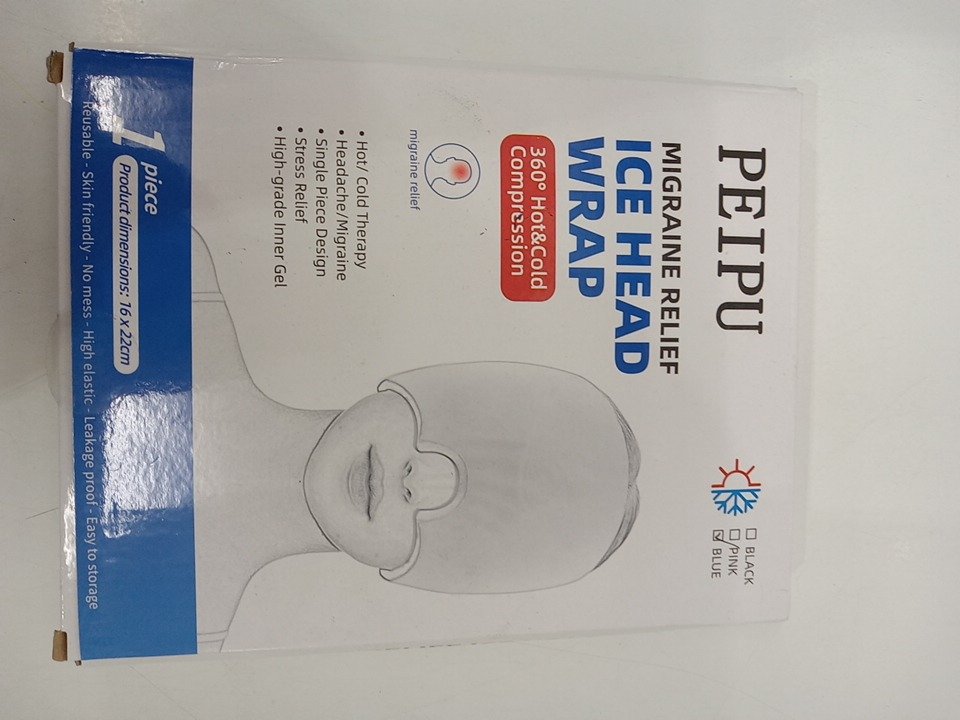 PEIPU
BLACK
PINK
BLUE
MIGRAINE RELIEF
ICE HEAD
WRAP
360° Hot&Cold
Compression
migraine relief
• Hot/ Cold Therapy
• Headache/Migraine
• Single Piece Design
• Stress Relief
• High-grade Inner Gel
1 piece
Product dimensions: 16 x 22cm
Reusable - Skin friendly - No mess - High elastic - Leakage proof - Easy to storage